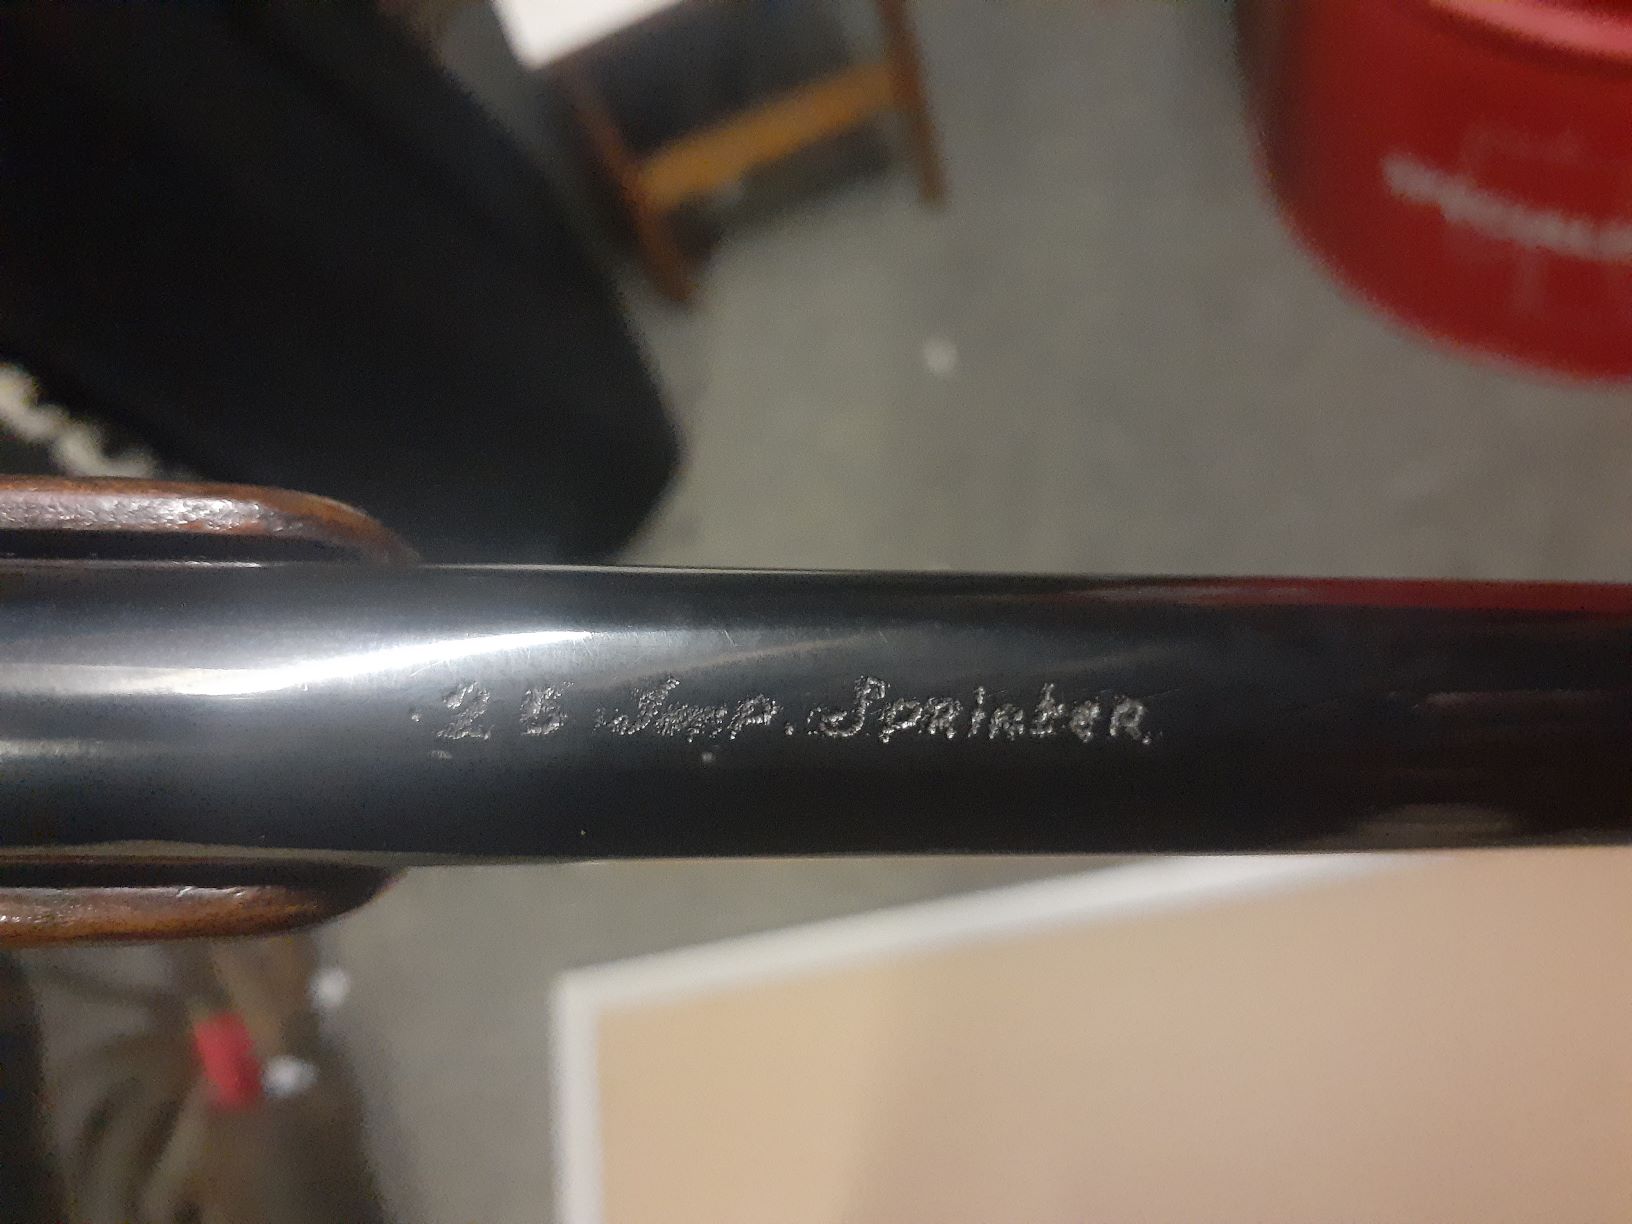 .25 Imp. Sprinter